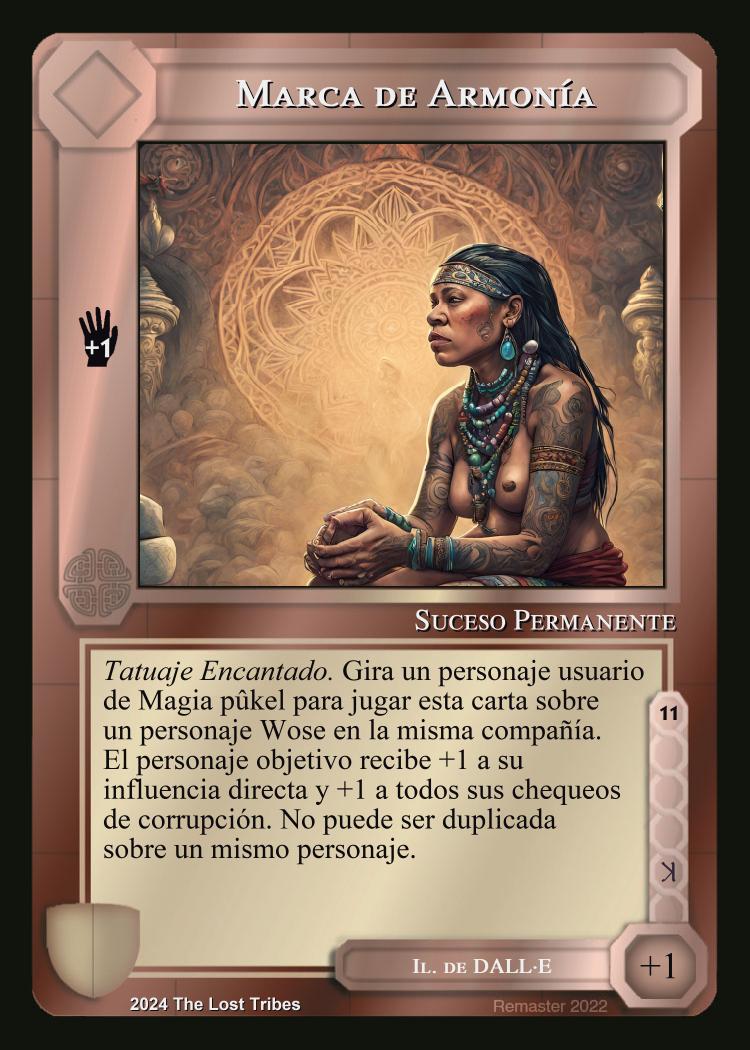 Marca de Armonía
+1
Suceso Permanente
Tatuaje Encantado. Gira un personaje usuario
de Magia pûkel para jugar esta carta sobre
un personaje Wose en la misma compañía.
El personaje objetivo recibe +1 a su
influencia directa y +1 a todos sus chequeos
de corrupción. No puede ser duplicada
sobre un mismo personaje.
11
Il. de DALL·E
+1
2024 The Lost Tribes
Remaster 2022